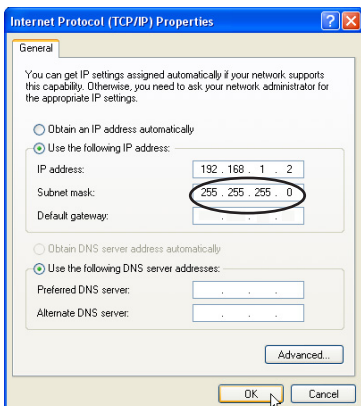 Internet Protocol (TCP/IP) Properties
General
You can get IP settings assigned automatically if your network supports
this capability. Otherwise, you need to ask your network administrator for
the appropriate IP settings.
Obtain an IP address automatically
Use the following IP address:
IP address: 192 . 168 . 1 . 2
Subnet mask: 255 . 255 . 255 . 0
Default gateway: . . .
Obtain DNS server address automatically
Use the following DNS server addresses:
Preferred DNS server: . . .
Alternate DNS server: . . .
Advanced...
OK Cancel